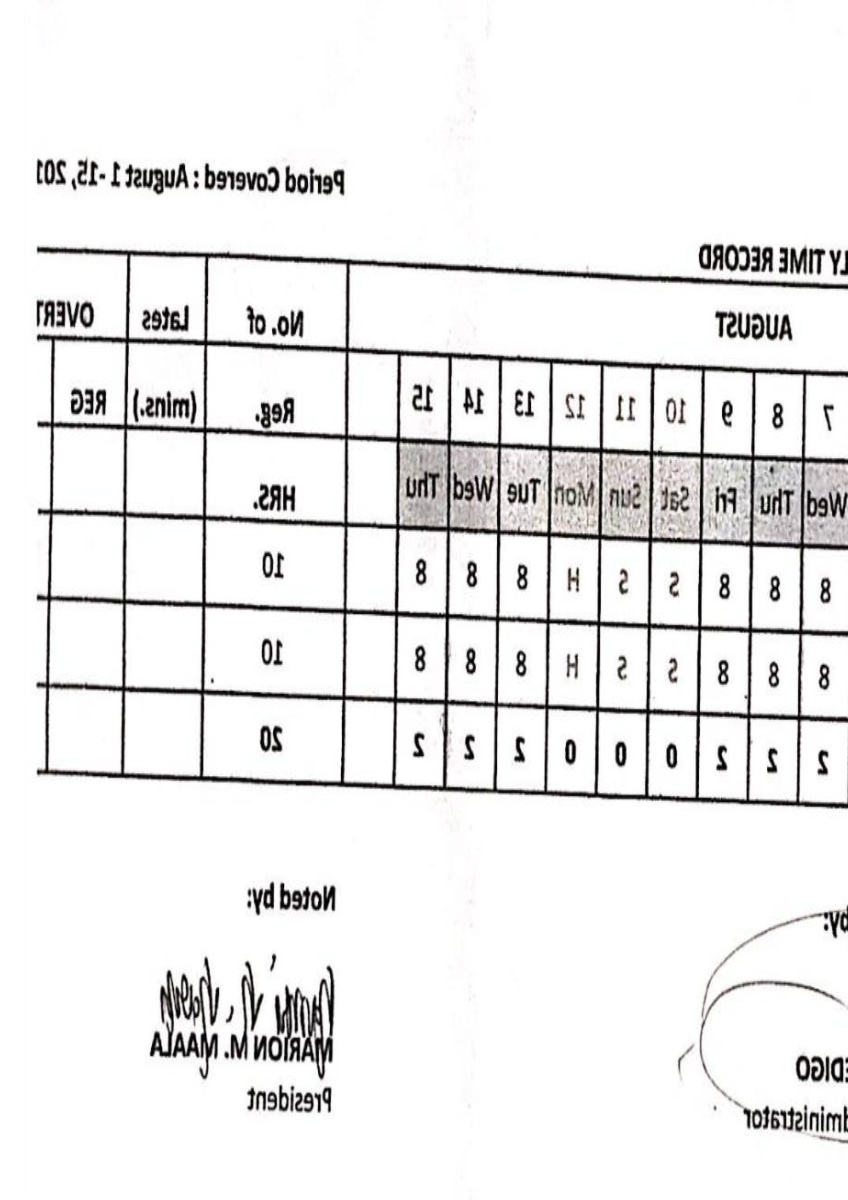 Period Covered : August 1 -15, 201
LY TIME RECORD
AUGUST No. of Lates OVERT
7 8 9 10 11 12 13 14 15 Reg. (mins.) REG
Wed Thu Fri Sat Sun Mon Tue Wed Thu HRS.
8 8 8 S S H 8 8 8 10
8 8 8 S S H 8 8 8 10
2 2 2 0 0 0 2 2 2 20
by: Noted by:
EDIGO MARION M. MAALA
dministrator President